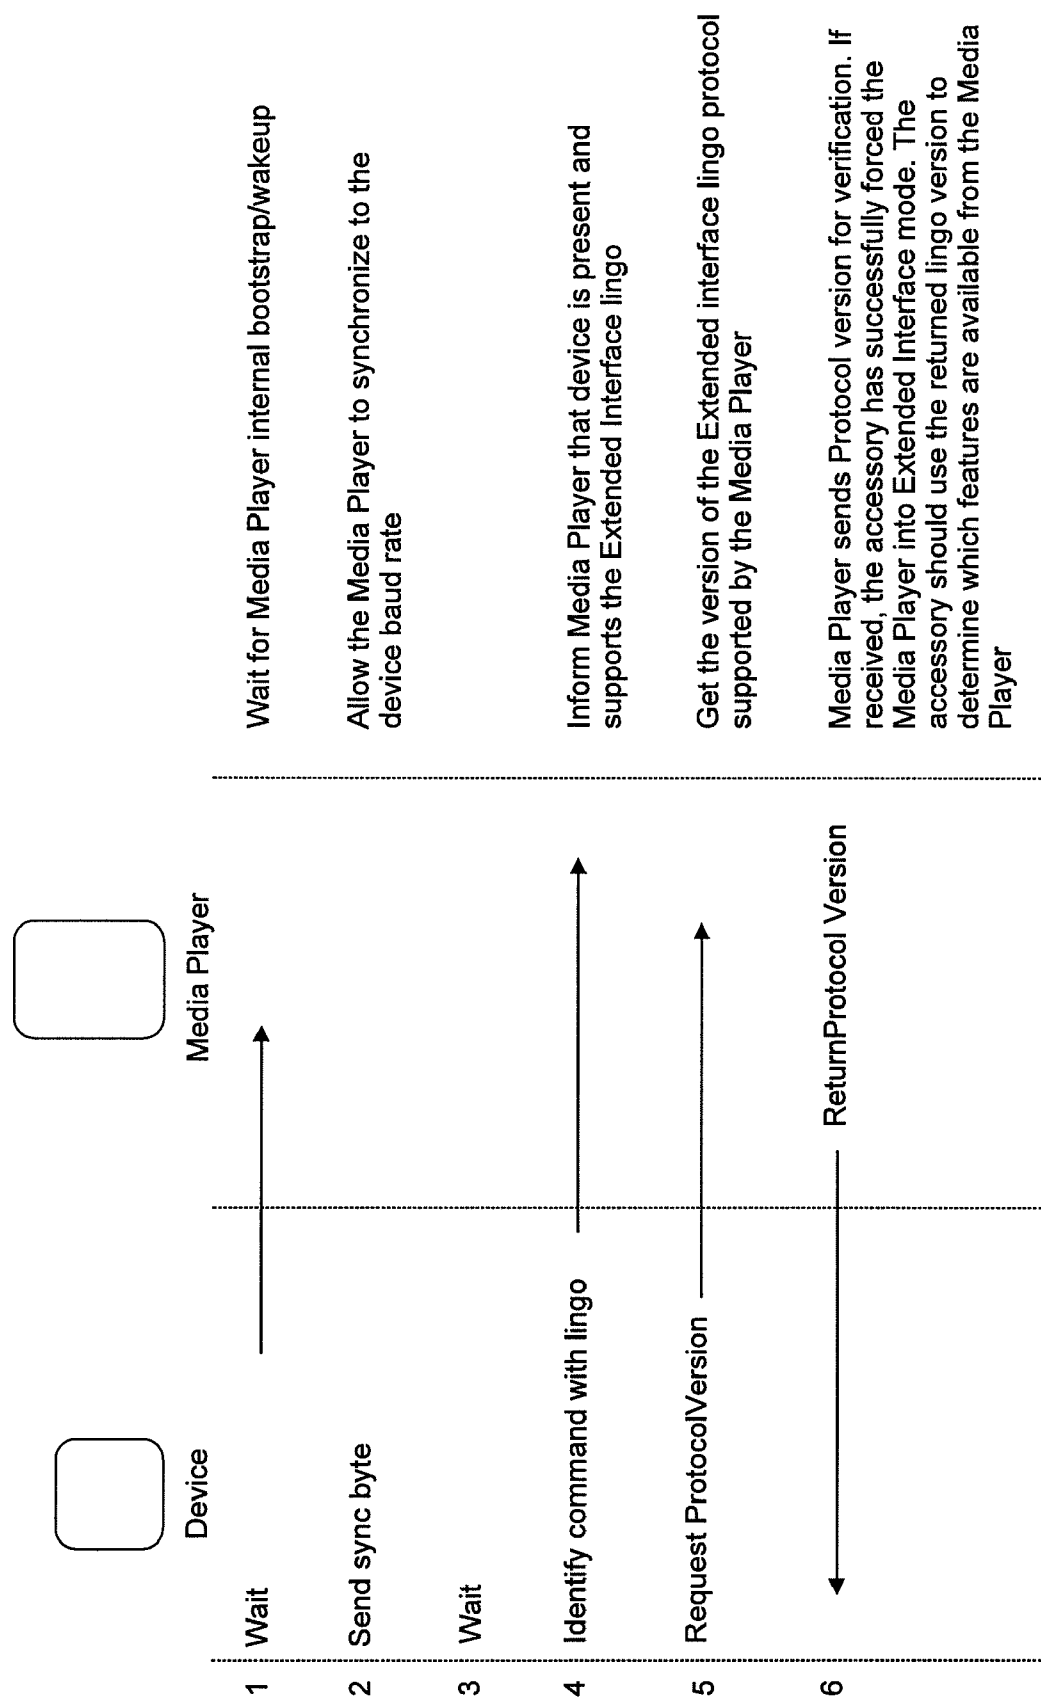 Device
Media Player
1
Wait
Wait for Media Player internal bootstrap/wakeup
2
Send sync byte
Allow the Media Player to synchronize to the
device baud rate
3
Wait
4
Identify command with lingo
Inform Media Player that device is present and
supports the Extended Interface lingo
5
Request ProtocolVersion
Get the version of the Extended interface lingo protocol
supported by the Media Player
6
ReturnProtocol Version
Media Player sends Protocol version for verification. If
received, the accessory has successfully forced the
Media Player into Extended Interface mode. The
accessory should use the returned lingo version to
determine which features are available from the Media
Player